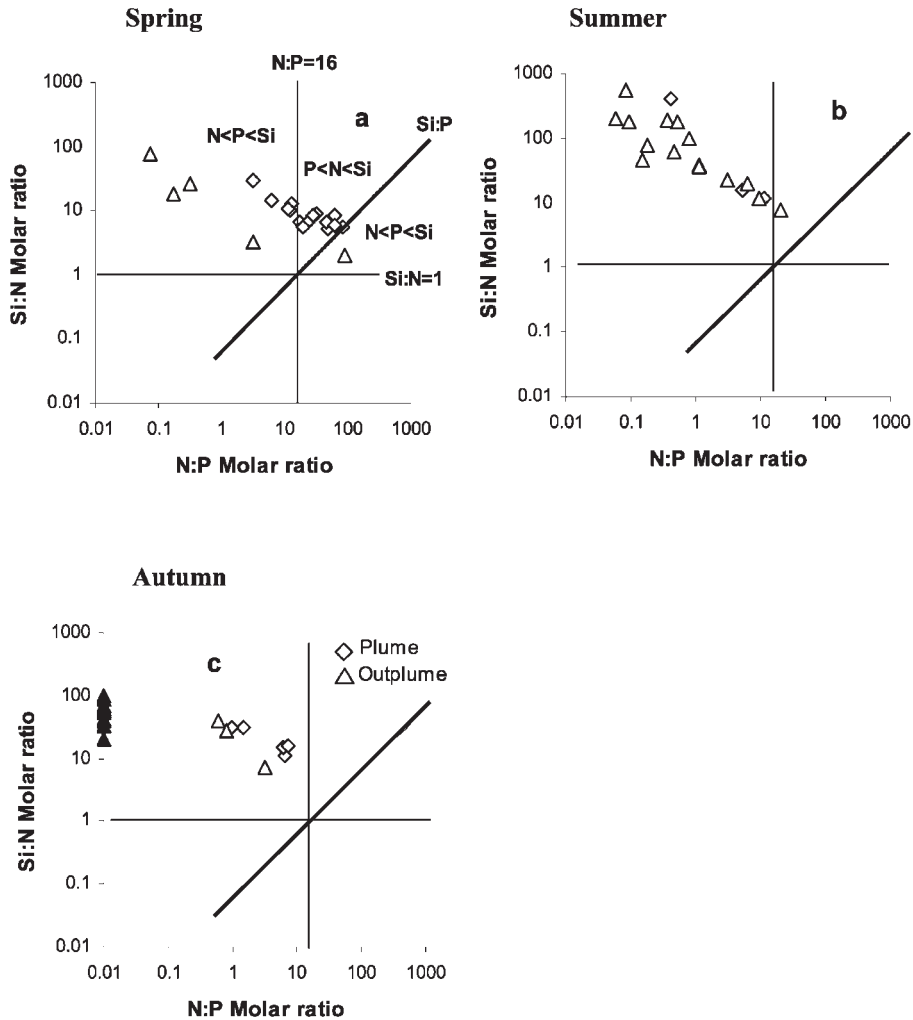 Spring
N:P=16
1000
100
10
1
0.1
0.01
a
Si:P
N<P<Si
P<N<Si
N<P<Si
Si:N=1
Si:N Molar ratio
0.01
0.1
1
10
100
1000
N:P Molar ratio
Summer
1000
100
10
1
0.1
0.01
b
Si:N Molar ratio
0.01
0.1
1
10
100
1000
N:P Molar ratio
Autumn
1000
100
10
1
0.1
0.01
c
Plume
Outplume
Si:N Molar ratio
0.01
0.1
1
10
100
1000
N:P Molar ratio